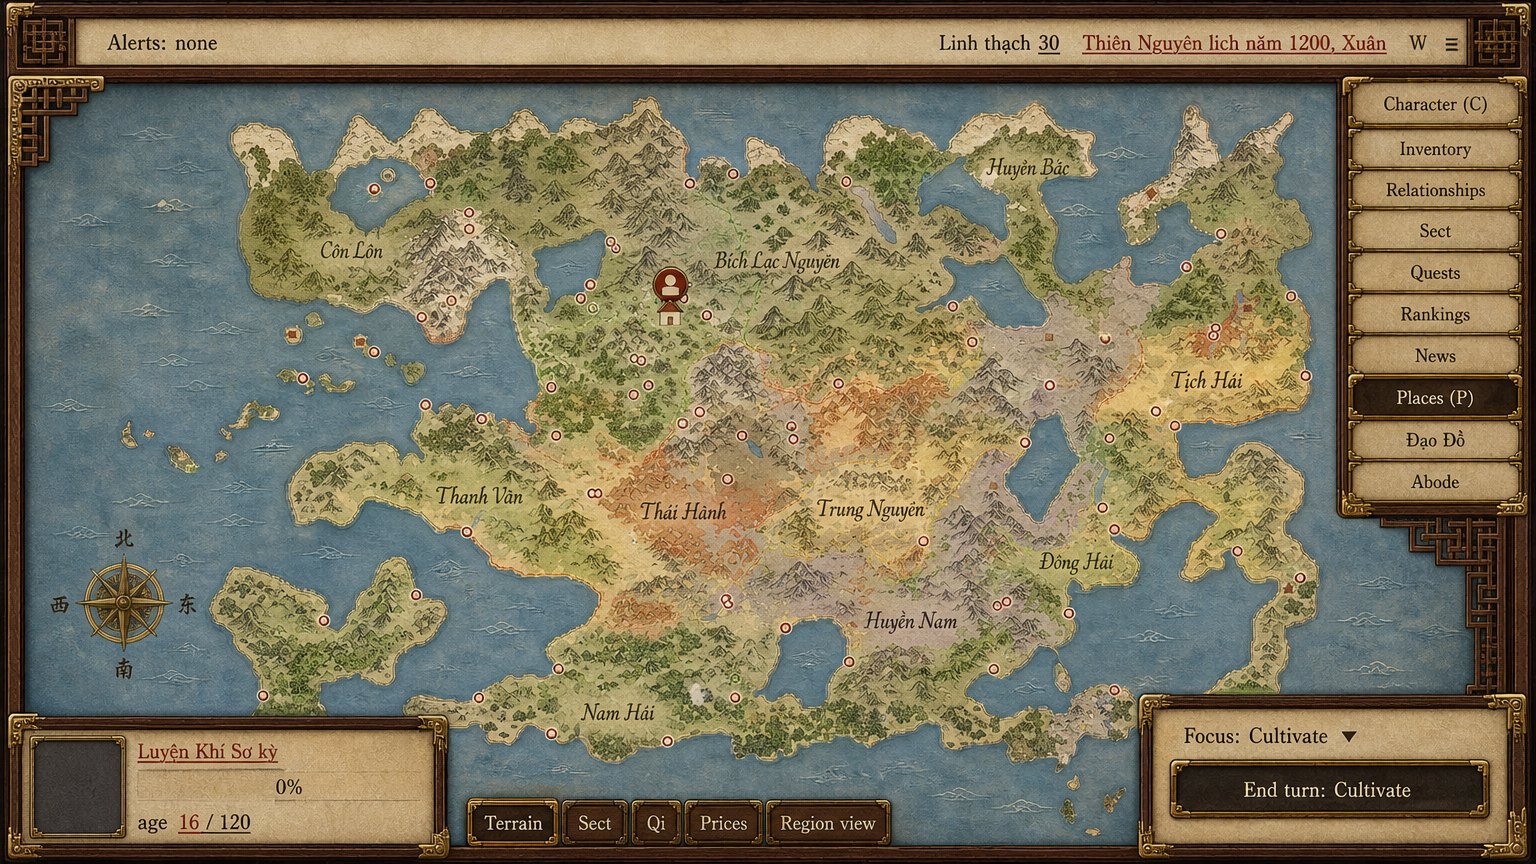 Alerts: none
Linh thạch 30 Thiên Nguyên lich năm 1200, Xuân W
Character (C)
Inventory
Relationships
Sect
Quests
Rankings
News
Places (P)
Đạo Đồ
Abode
Huyền Bác
Côn Lôn
Bích Lạc Nguyên
Tịch Hải
Thanh Vân
Thái Hành
Trung Nguyên
Đông Hải
Huyền Nam
Nam Hải
北
西
东
南
Luyện Khí Sơ kỳ
0%
age 16 / 120
Terrain
Sect
Qi
Prices
Region view
Focus: Cultivate
End turn: Cultivate